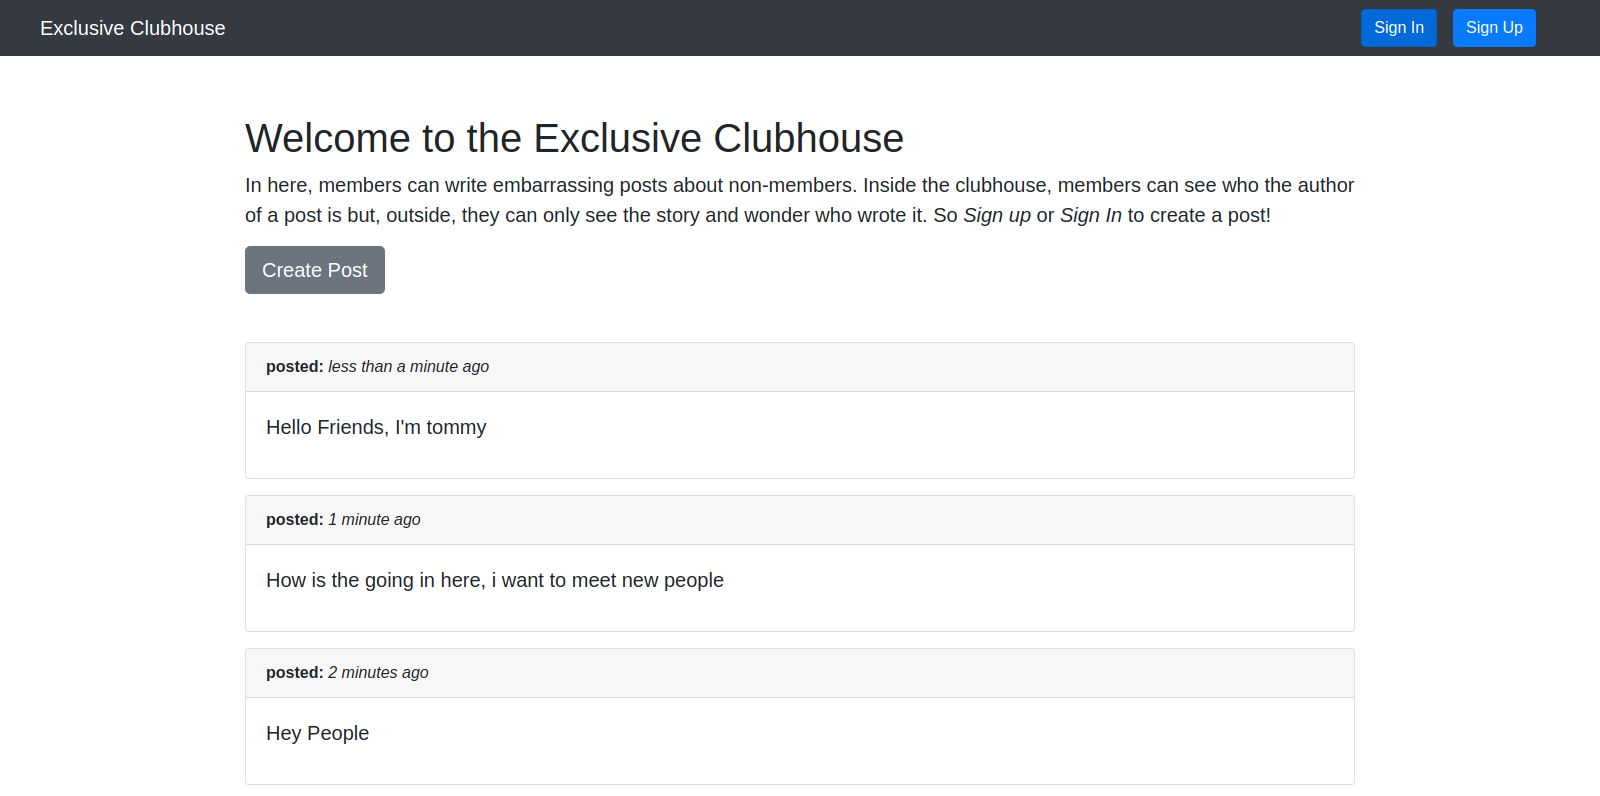 Exclusive Clubhouse
Sign In
Sign Up
Welcome to the Exclusive Clubhouse
In here, members can write embarrassing posts about non-members. Inside the clubhouse, members can see who the author
of a post is but, outside, they can only see the story and wonder who wrote it. So Sign up or Sign In to create a post!
Create Post
posted: less than a minute ago
Hello Friends, I'm tommy
posted: 1 minute ago
How is the going in here, i want to meet new people
posted: 2 minutes ago
Hey People